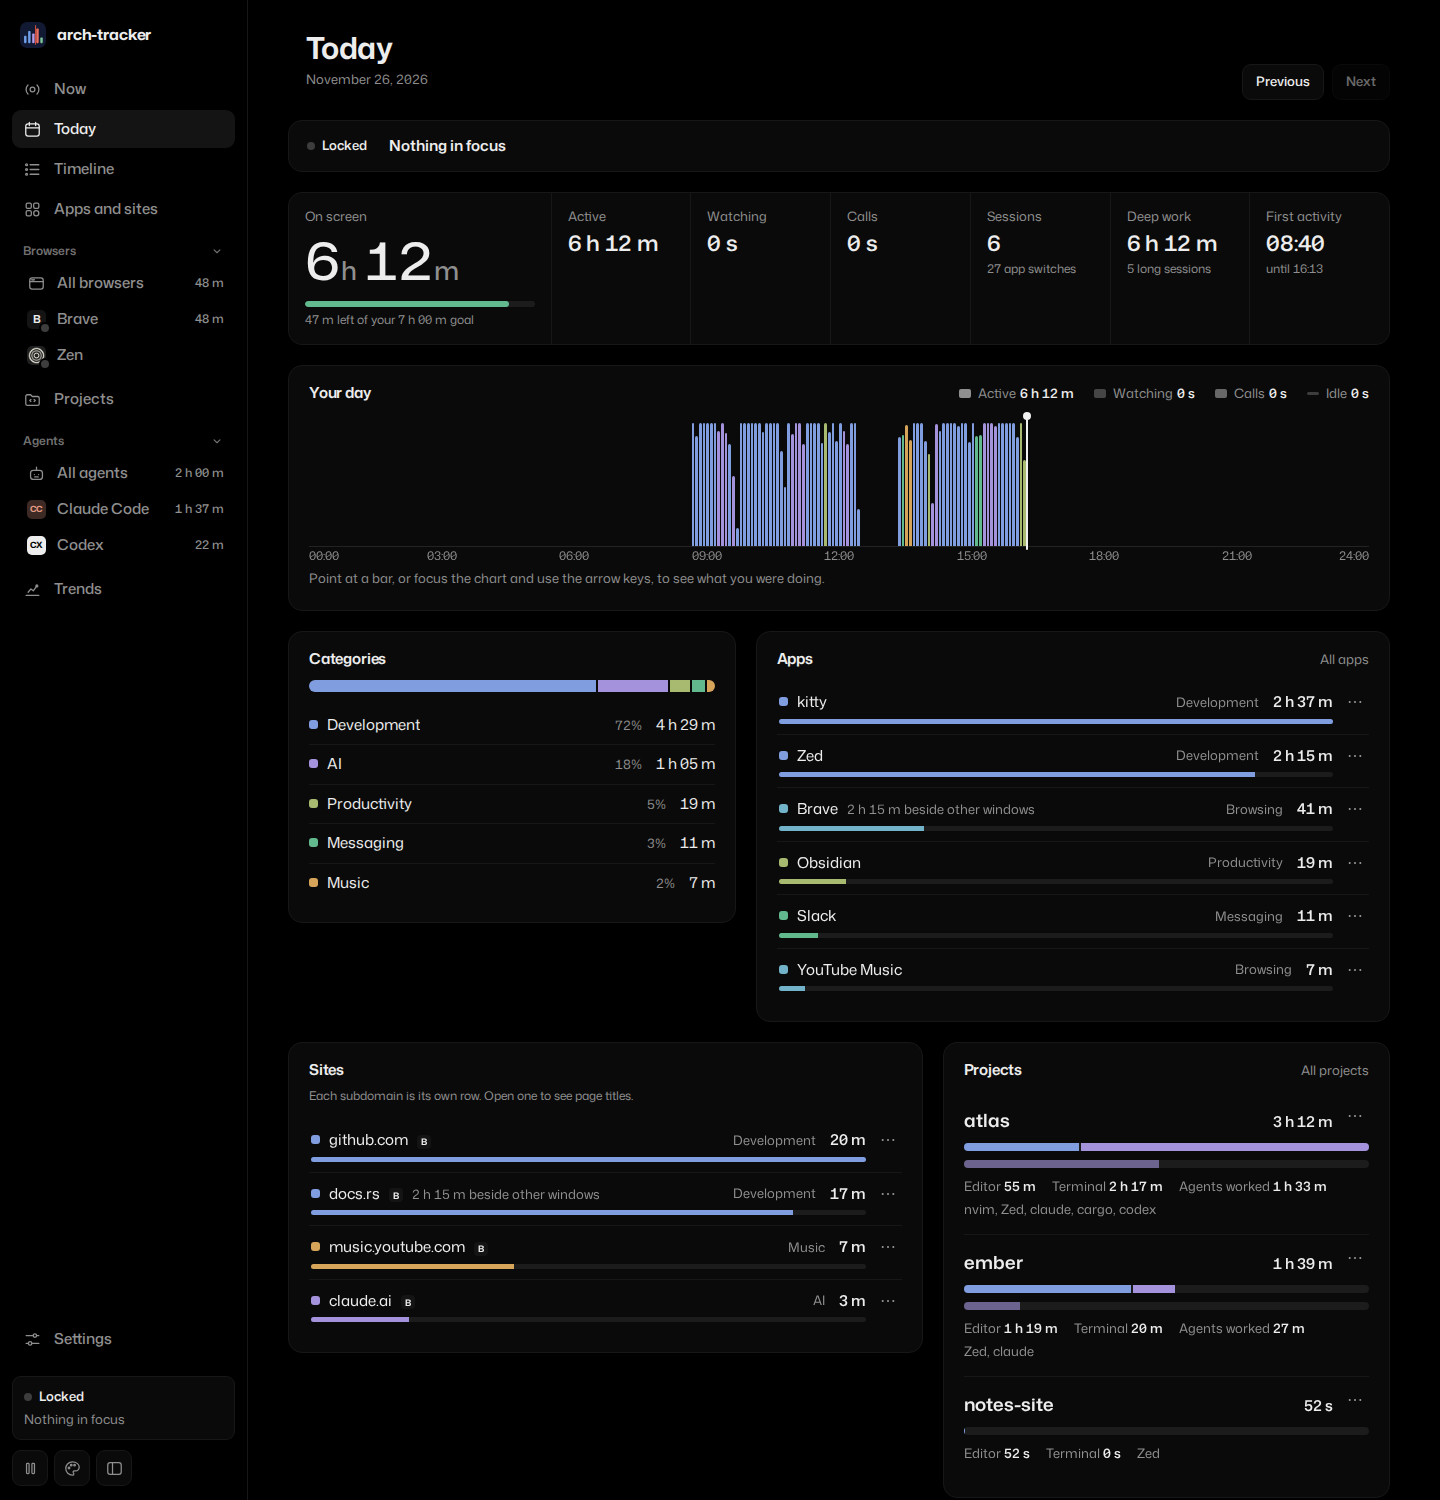 arch-tracker
Now
Today
Timeline
Apps and sites
Browsers
All browsers 48 m
B Brave 48 m
Zen
Projects
Agents
All agents 2 h 00 m
CC Claude Code 1 h 37 m
CX Codex 22 m
Trends
Settings
Locked
Nothing in focus
Today
November 26, 2026
Previous Next
Locked Nothing in focus
On screen
6h 12m
47 m left of your 7 h 00 m goal
Active
6 h 12 m
Watching
0 s
Calls
0 s
Sessions
6
27 app switches
Deep work
6 h 12 m
5 long sessions
First activity
08:40
until 16:13
Your day
Active 6 h 12 m Watching 0 s Calls 0 s Idle 0 s
00:00 03:00 06:00 09:00 12:00 15:00 18:00 21:00 24:00
Point at a bar, or focus the chart and use the arrow keys, to see what you were doing.
Categories
Development 72% 4 h 29 m
AI 18% 1 h 05 m
Productivity 5% 19 m
Messaging 3% 11 m
Music 2% 7 m
Apps All apps
kitty Development 2 h 37 m ···
Zed Development 2 h 15 m ···
Brave 2 h 15 m beside other windows Browsing 41 m ···
Obsidian Productivity 19 m ···
Slack Messaging 11 m ···
YouTube Music Browsing 7 m ···
Sites
Each subdomain is its own row. Open one to see page titles.
github.com B Development 20 m ···
docs.rs B 2 h 15 m beside other windows Development 17 m ···
music.youtube.com B Music 7 m ···
claude.ai B AI 3 m ···
Projects All projects
atlas 3 h 12 m ···
Editor 55 m Terminal 2 h 17 m Agents worked 1 h 33 m
nvim, Zed, claude, cargo, codex
ember 1 h 39 m ···
Editor 1 h 19 m Terminal 20 m Agents worked 27 m
Zed, claude
notes-site 52 s ···
Editor 52 s Terminal 0 s Zed